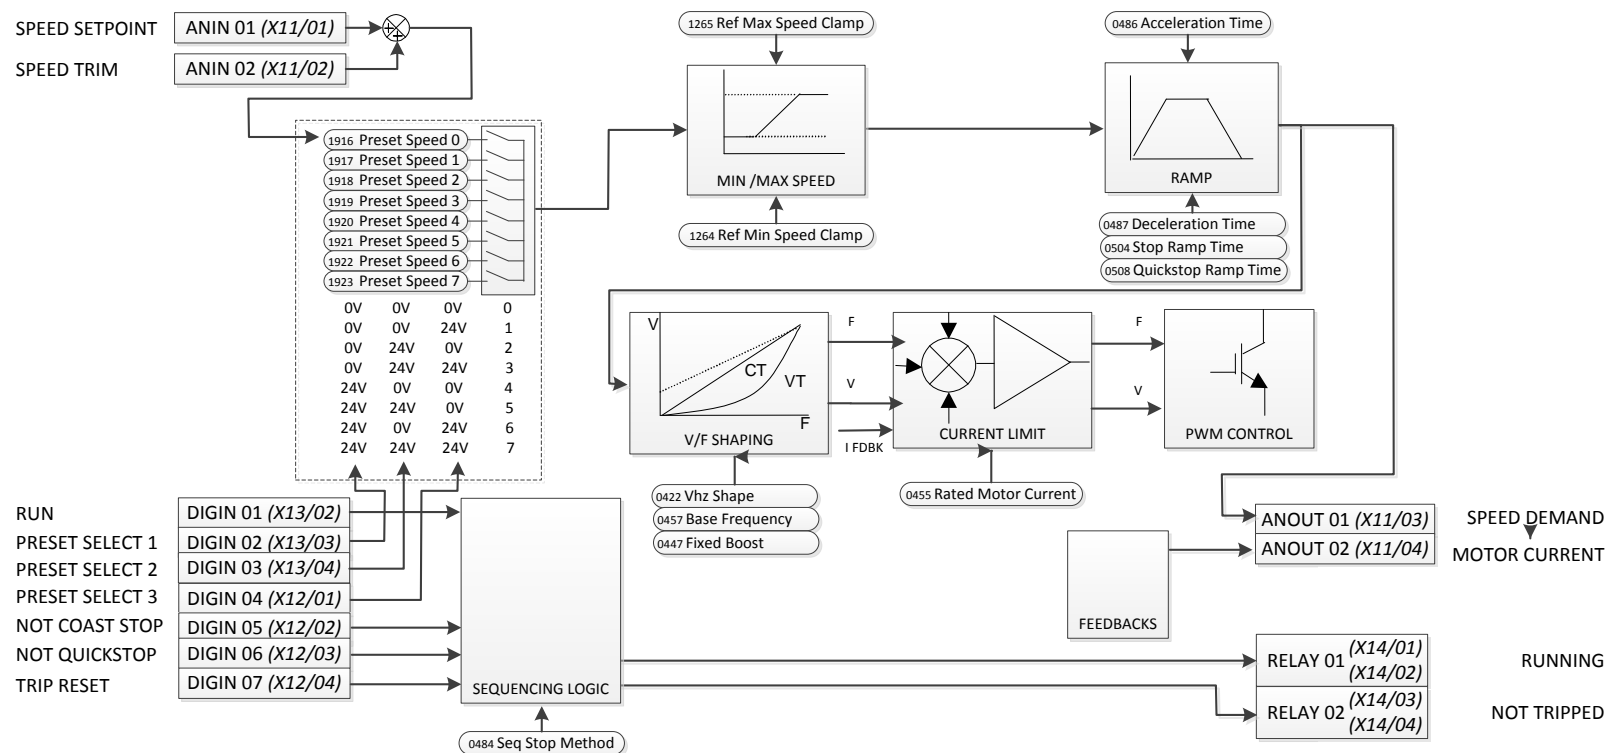 SPEED SETPOINT
ANIN 01 (X11/01)
SPEED TRIM
ANIN 02 (X11/02)
1265 Ref Max Speed Clamp
MIN /MAX SPEED
1264 Ref Min Speed Clamp
0486 Acceleration Time
RAMP
0487 Deceleration Time
0504 Stop Ramp Time
0508 Quickstop Ramp Time
1916 Preset Speed 0
1917 Preset Speed 1
1918 Preset Speed 2
1919 Preset Speed 3
1920 Preset Speed 4
1921 Preset Speed 5
1922 Preset Speed 6
1923 Preset Speed 7
0V 0V 0V 0
0V 0V 24V 1
0V 24V 0V 2
0V 24V 24V 3
24V 0V 0V 4
24V 24V 0V 5
24V 0V 24V 6
24V 24V 24V 7
V
CT
VT
F
V/F SHAPING
F
V
I FDBK
CURRENT LIMIT
F
V
PWM CONTROL
0422 Vhz Shape
0457 Base Frequency
0447 Fixed Boost
0455 Rated Motor Current
RUN
DIGIN 01 (X13/02)
PRESET SELECT 1
DIGIN 02 (X13/03)
PRESET SELECT 2
DIGIN 03 (X13/04)
PRESET SELECT 3
DIGIN 04 (X12/01)
NOT COAST STOP
DIGIN 05 (X12/02)
NOT QUICKSTOP
DIGIN 06 (X12/03)
TRIP RESET
DIGIN 07 (X12/04)
SEQUENCING LOGIC
0484 Seq Stop Method
FEEDBACKS
ANOUT 01 (X11/03)
SPEED DEMAND
ANOUT 02 (X11/04)
MOTOR CURRENT
RELAY 01 (X14/01)
(X14/02)
RUNNING
RELAY 02 (X14/03)
(X14/04)
NOT TRIPPED